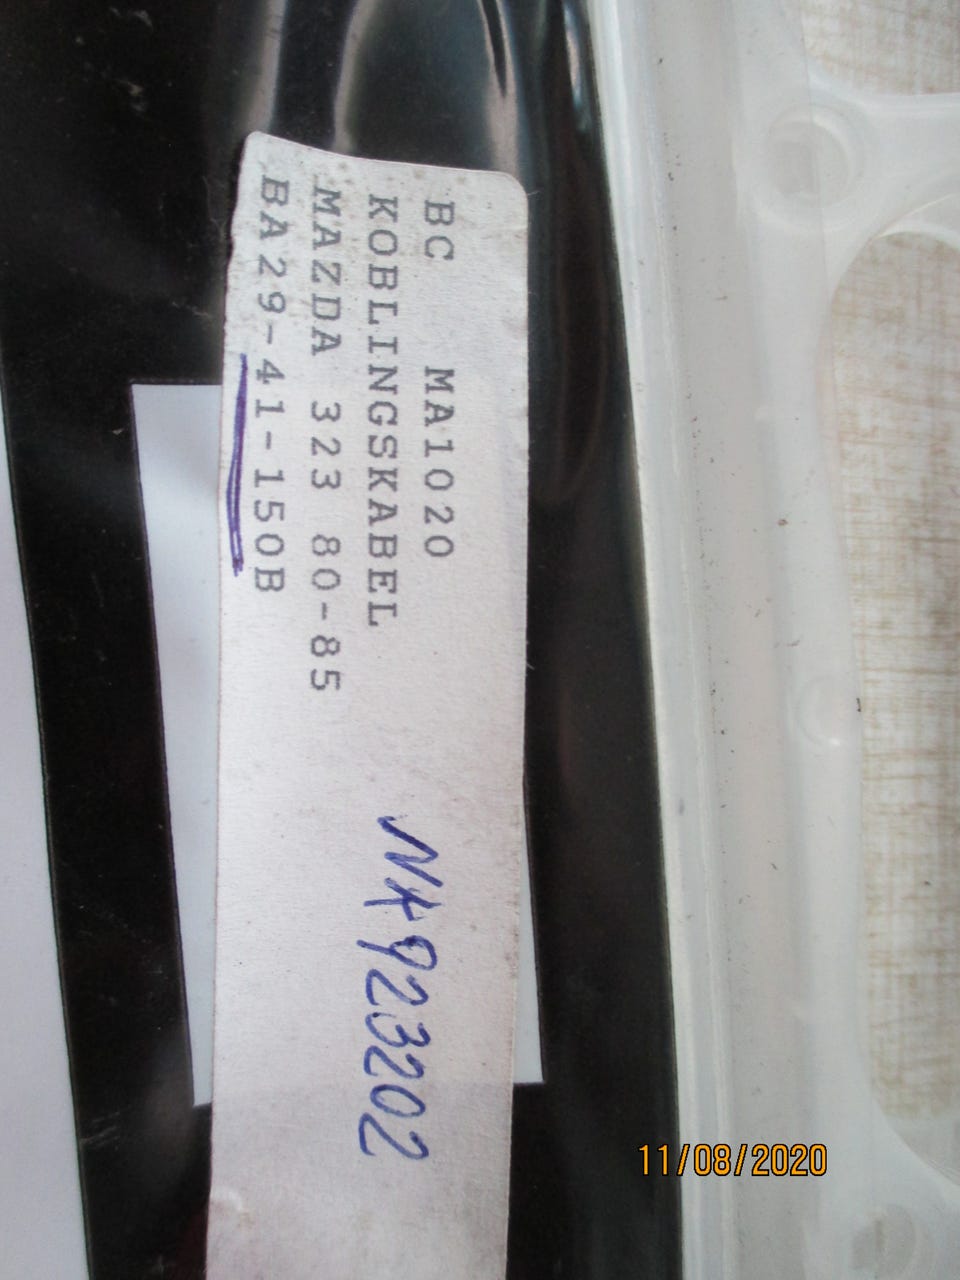 BC MA1020
KOBLINGSKABEL
MAZDA 323 80-85
BA29-41-150B
NK923202
11/08/2020